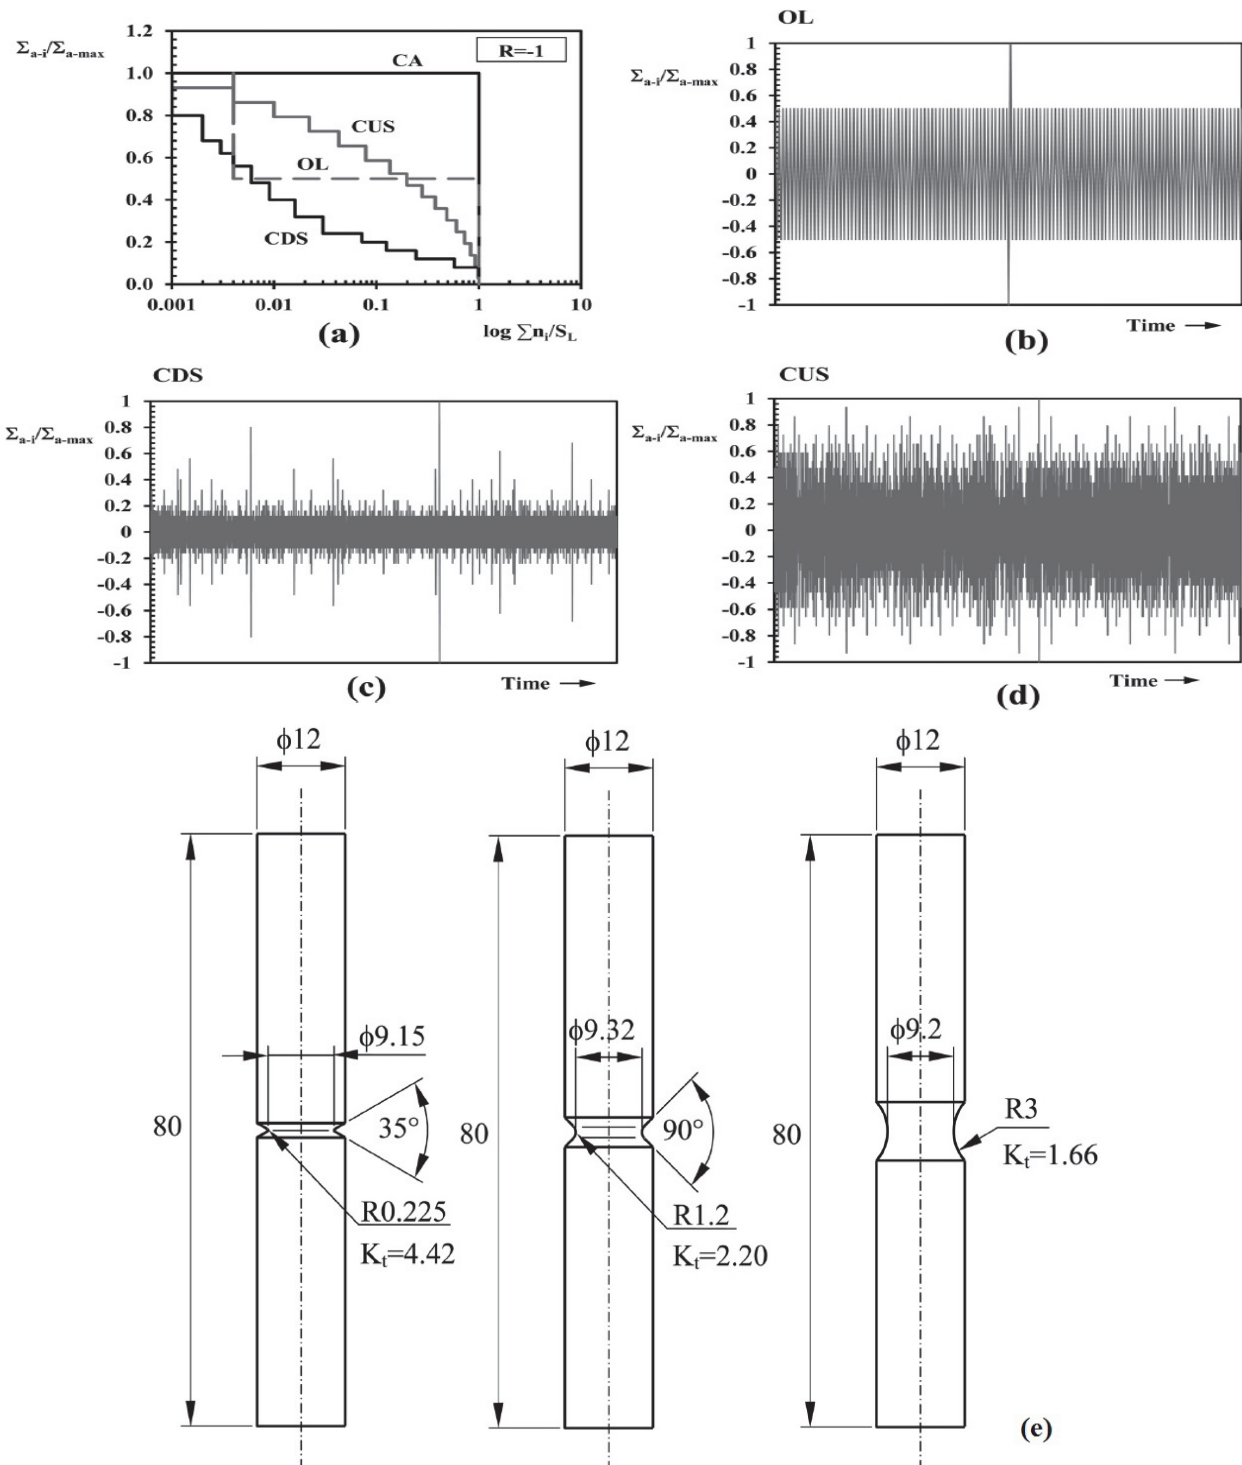 1.2
Σa-i/Σa-max
R=-1
CA
1.0
0.8
CUS
0.6
OL
0.4
CDS
0.2
0.0
0.001
0.01
0.1
1
10
(a)
log ∑ni/SL
OL
1
Σa-i/Σa-max
0.8
0.6
0.4
0.2
0
-0.2
-0.4
-0.6
-0.8
-1
Time
(b)
CDS
1
Σa-i/Σa-max
0.8
0.6
0.4
0.2
0
-0.2
-0.4
-0.6
-0.8
-1
(c)
Time
CUS
1
Σa-i/Σa-max
0.8
0.6
0.4
0.2
0
-0.2
-0.4
-0.6
-0.8
-1
(d)
Time
ϕ12
ϕ9.15
80
35°
R0.225
Kt=4.42
ϕ12
ϕ9.32
80
90°
R1.2
Kt=2.20
ϕ12
ϕ9.2
80
R3
Kt=1.66
(e)